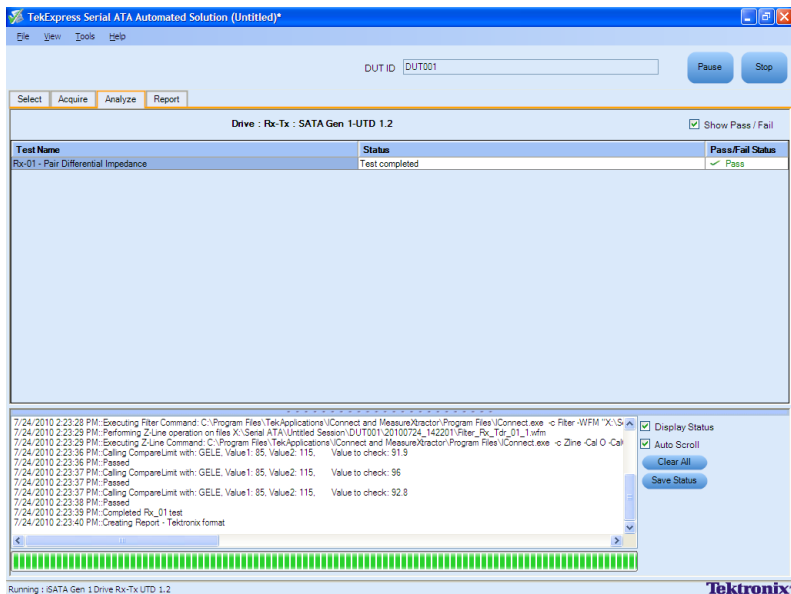 TekExpress Serial ATA Automated Solution (Untitled)*
File View Tools Help
DUT ID DUT001 Pause Stop
Select Acquire Analyze Report
Drive : Rx-Tx : SATA Gen 1-UTD 1.2 Show Pass / Fail
Test Name Status Pass/Fail Status
Rx-01 - Pair Differential Impedance Test completed Pass
7/24/2010 2:23:28 PM::Executing Filter Command: C:\Program Files\TekApplications\IConnect and MeasureXtractor\Program Files\IConnect.exe -c Filter -WFM "X:\S
7/24/2010 2:23:29 PM::Performing Z-Line operation on files X:\Serial ATA\Untitled Session\DUT001\20100724_142201\Filter_Rx_Tdr_01_1.wfm
7/24/2010 2:23:29 PM::Executing Z-Line Command: C:\Program Files\TekApplications\IConnect and MeasureXtractor\Program Files\IConnect.exe -c Zline -Cal O -Cal
7/24/2010 2:23:36 PM::Calling CompareLimit with: GELE, Value1: 85, Value2: 115, Value to check: 91.9
7/24/2010 2:23:36 PM::Passed
7/24/2010 2:23:37 PM::Calling CompareLimit with: GELE, Value1: 85, Value2: 115, Value to check: 96
7/24/2010 2:23:37 PM::Passed
7/24/2010 2:23:37 PM::Calling CompareLimit with: GELE, Value1: 85, Value2: 115, Value to check: 92.8
7/24/2010 2:23:38 PM::Passed
7/24/2010 2:23:39 PM::Completed Rx_01 test
7/24/2010 2:23:40 PM::Creating Report - Tektronix format
Display Status
Auto Scroll
Clear All
Save Status
Running : iSATA Gen 1 Drive Rx-Tx UTD 1.2
Tektronix